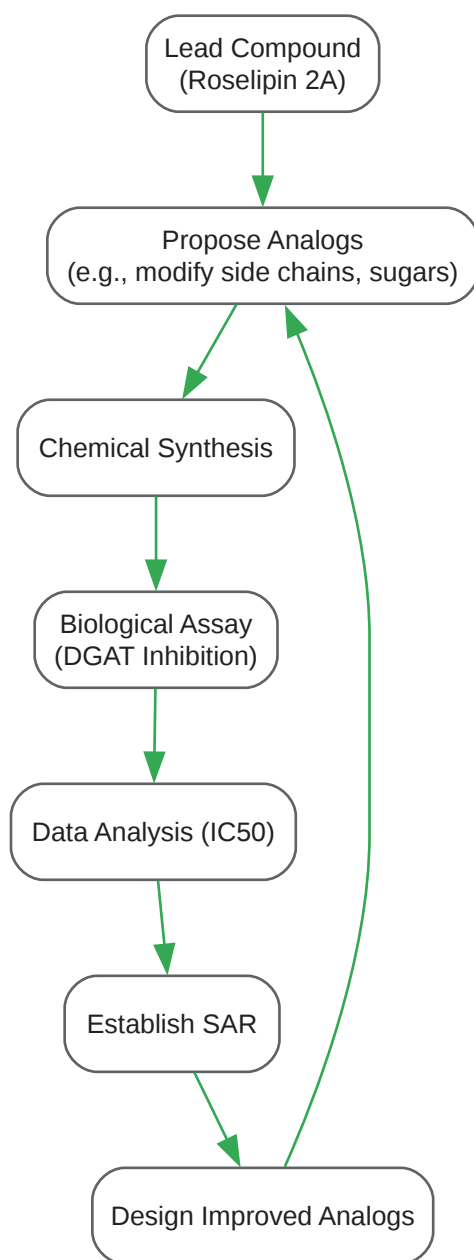 Lead Compound
(Roselipin 2A)
Propose Analogs
(e.g., modify side chains, sugars)
Chemical Synthesis
Biological Assay
(DGAT Inhibition)
Data Analysis (IC50)
Establish SAR
Design Improved Analogs